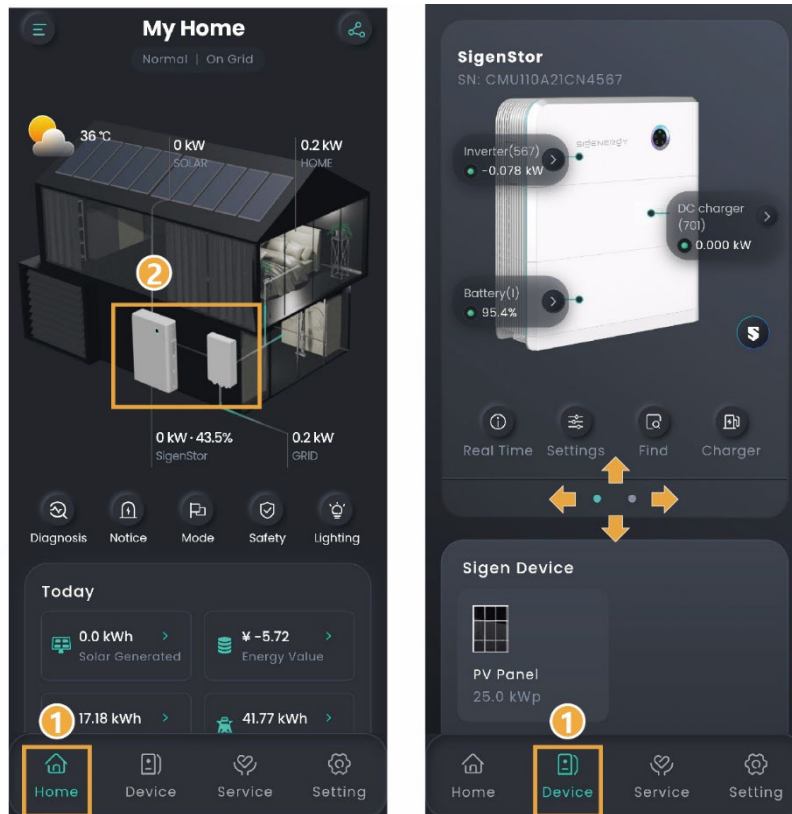 My Home
Normal | On Grid
36 ℃
0 kW
SOLAR
0.2 kW
HOME
2
0 kW · 43.5%
SigenStor
0.2 kW
GRID
Diagnosis
Notice
Mode
Safety
Lighting
Today
0.0 kWh >
Solar Generated
¥ -5.72 >
Energy Value
17.18 kWh >
41.77 kWh >
1
Home
Device
Service
Setting
SigenStor
SN: CMU110A21CN4567
SIGENERGY
Inverter(567)
-0.078 kW
DC charger
(701)
0.000 kW
Battery(1)
95.4%
Real Time
Settings
Find
Charger
Sigen Device
PV Panel
25.0 kWp
1
Home
Device
Service
Setting